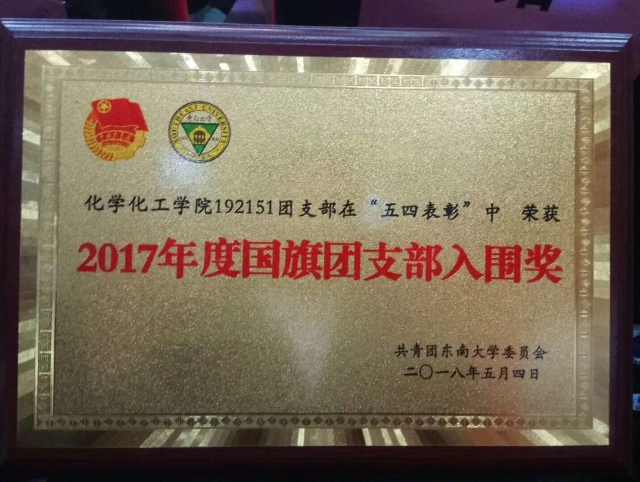 SOUTHEAST UNIVERSITY
化学化工学院192151团支部在“五四表彰”中 荣获
2017年度国旗团支部入围奖
共青团东南大学委员会
二〇一八年五月四日